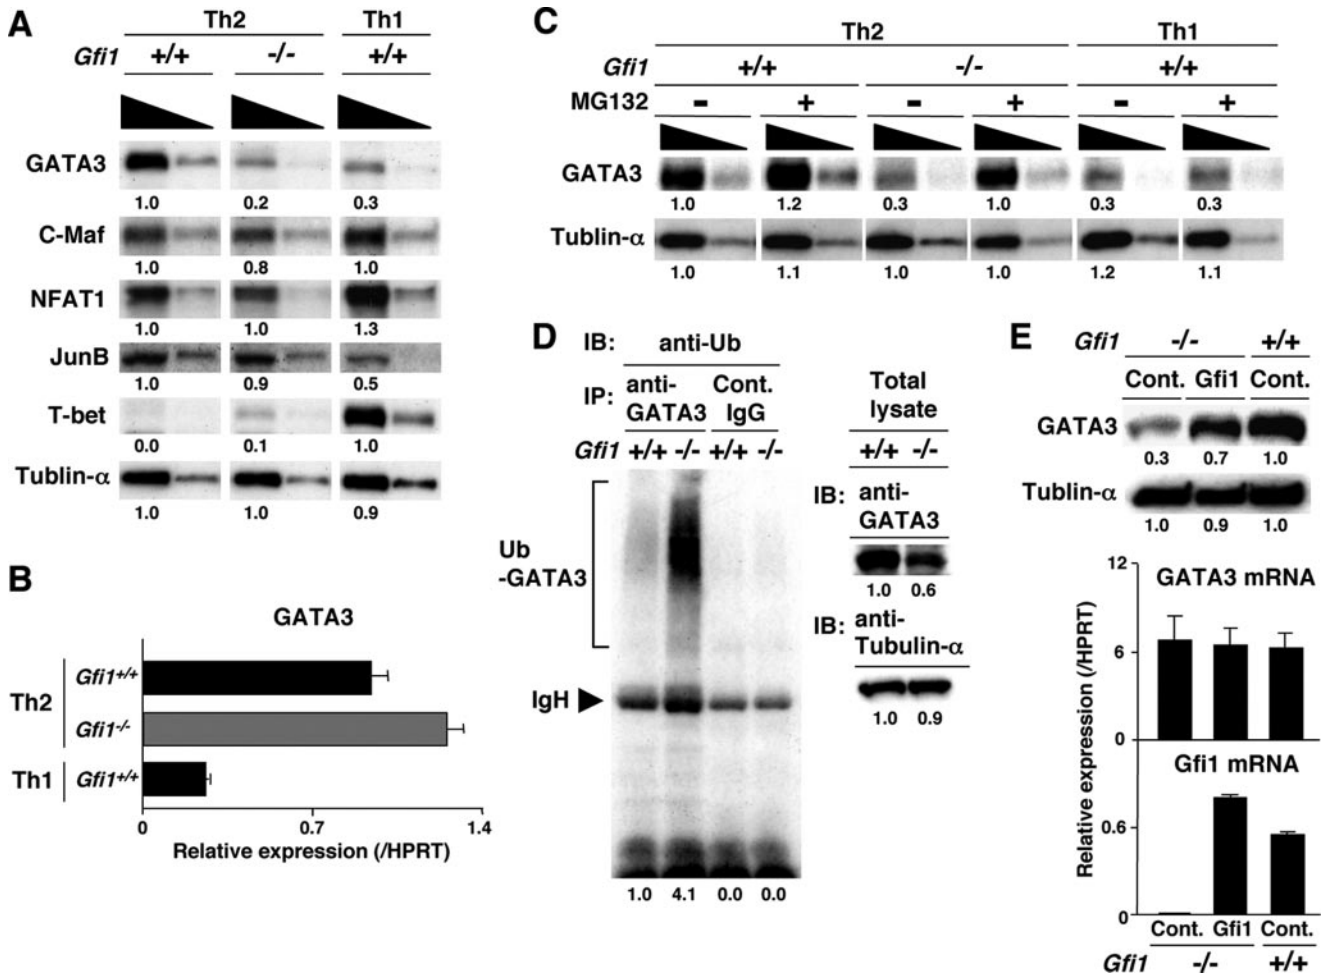 A
Th2 Th1
Gfi1 +/+ -/- +/+
GATA3
1.0 0.2 0.3
C-Maf
1.0 0.8 1.0
NFAT1
1.0 1.0 1.3
JunB
1.0 0.9 0.5
T-bet
0.0 0.1 1.0
Tublin-α
1.0 1.0 0.9
B
GATA3
Th2 Gfi1+/+
Gfi1-/-
Th1 Gfi1+/+
0 0.7 1.4
Relative expression (/HPRT)
C
Th2 Th1
Gfi1 +/+ -/- +/+
MG132 - + - + - +
GATA3
1.0 1.2 0.3 1.0 0.3 0.3
Tublin-α
1.0 1.1 1.0 1.0 1.2 1.1
D
IB: anti-Ub
IP: anti-GATA3 Cont. IgG
Gfi1 +/+ -/- +/+ -/-
Ub
-GATA3
IgH
1.0 4.1 0.0 0.0
Total
lysate
+/+ -/-
IB: anti-
GATA3
1.0 0.6
IB: anti-
Tubulin-α
1.0 0.9
E
Gfi1 -/- +/+
Cont. Gfi1 Cont.
GATA3
0.3 0.7 1.0
Tublin-α
1.0 0.9 1.0
Relative expression (/HPRT)
12
GATA3 mRNA
6
0
Gfi1 mRNA
0.6
0
Cont. Gfi1 Cont.
Gfi1 -/- +/+